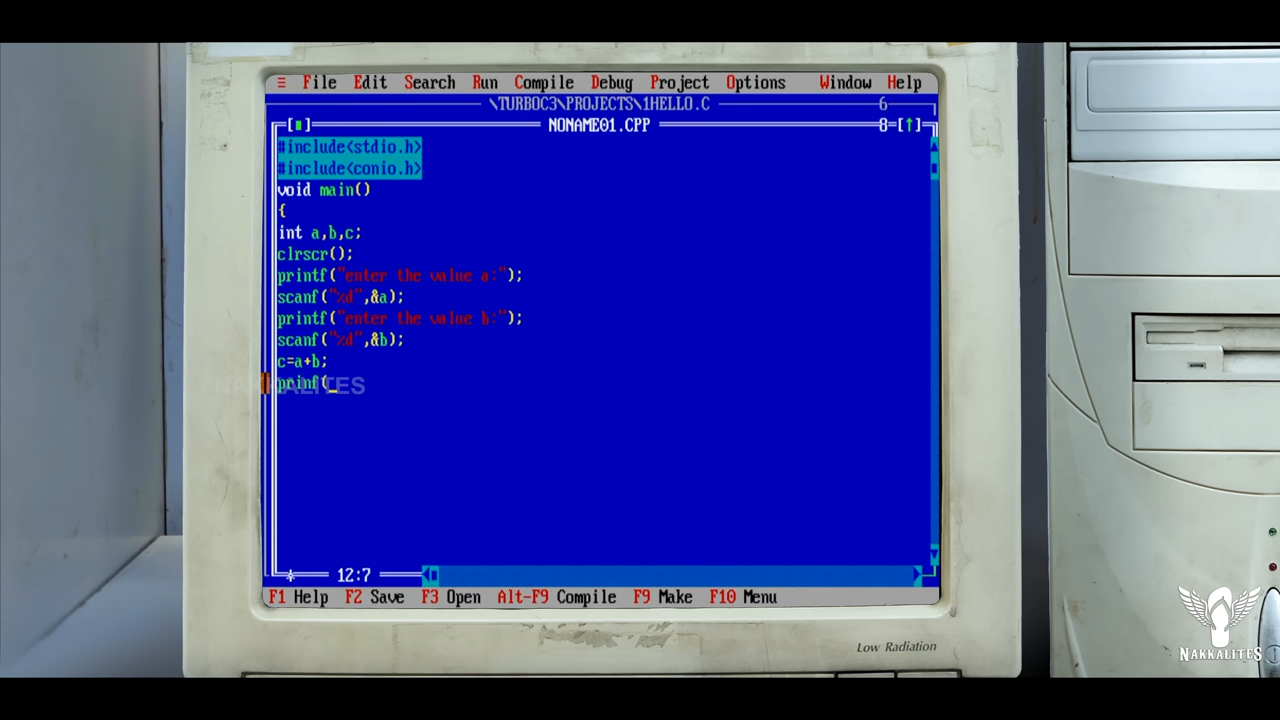 ≡ File Edit Search Run Compile Debug Project Options Window Help
\TURBOC3\PROJECTS\1HELLO.C 6
[■] NONAME01.CPP 8-[↑]
#include<stdio.h>
#include<conio.h>
void main()
{
int a,b,c;
clrscr();
printf("enter the value a:");
scanf("%d",&a);
printf("enter the value b:");
scanf("%d",&b);
c=a+b;
prinf(_
NAKKALITES
12:7
F1 Help F2 Save F3 Open Alt-F9 Compile F9 Make F10 Menu
Low Radiation
NAKKALITES